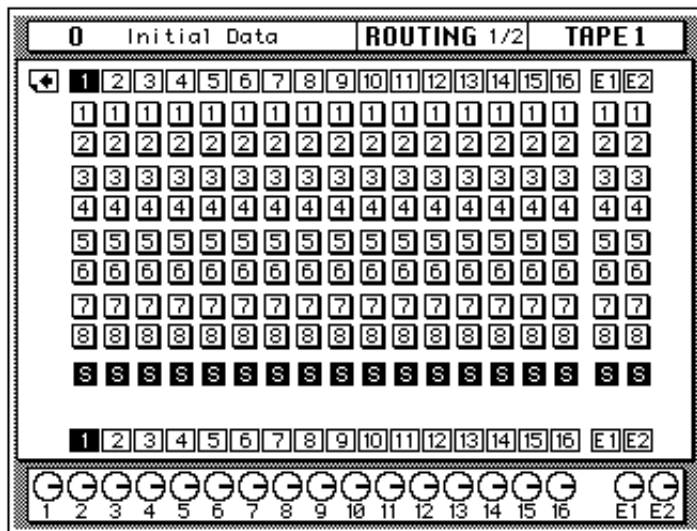 0 Initial Data ROUTING 1/2 TAPE 1
1 2 3 4 5 6 7 8 9 10 11 12 13 14 15 16 E1 E2
1 1 1 1 1 1 1 1 1 1 1 1 1 1 1 1 1 1
2 2 2 2 2 2 2 2 2 2 2 2 2 2 2 2 2 2
3 3 3 3 3 3 3 3 3 3 3 3 3 3 3 3 3 3
4 4 4 4 4 4 4 4 4 4 4 4 4 4 4 4 4 4
5 5 5 5 5 5 5 5 5 5 5 5 5 5 5 5 5 5
6 6 6 6 6 6 6 6 6 6 6 6 6 6 6 6 6 6
7 7 7 7 7 7 7 7 7 7 7 7 7 7 7 7 7 7
8 8 8 8 8 8 8 8 8 8 8 8 8 8 8 8 8 8
S S S S S S S S S S S S S S S S S S
1 2 3 4 5 6 7 8 9 10 11 12 13 14 15 16 E1 E2
1 2 3 4 5 6 7 8 9 10 11 12 13 14 15 16 E1 E2